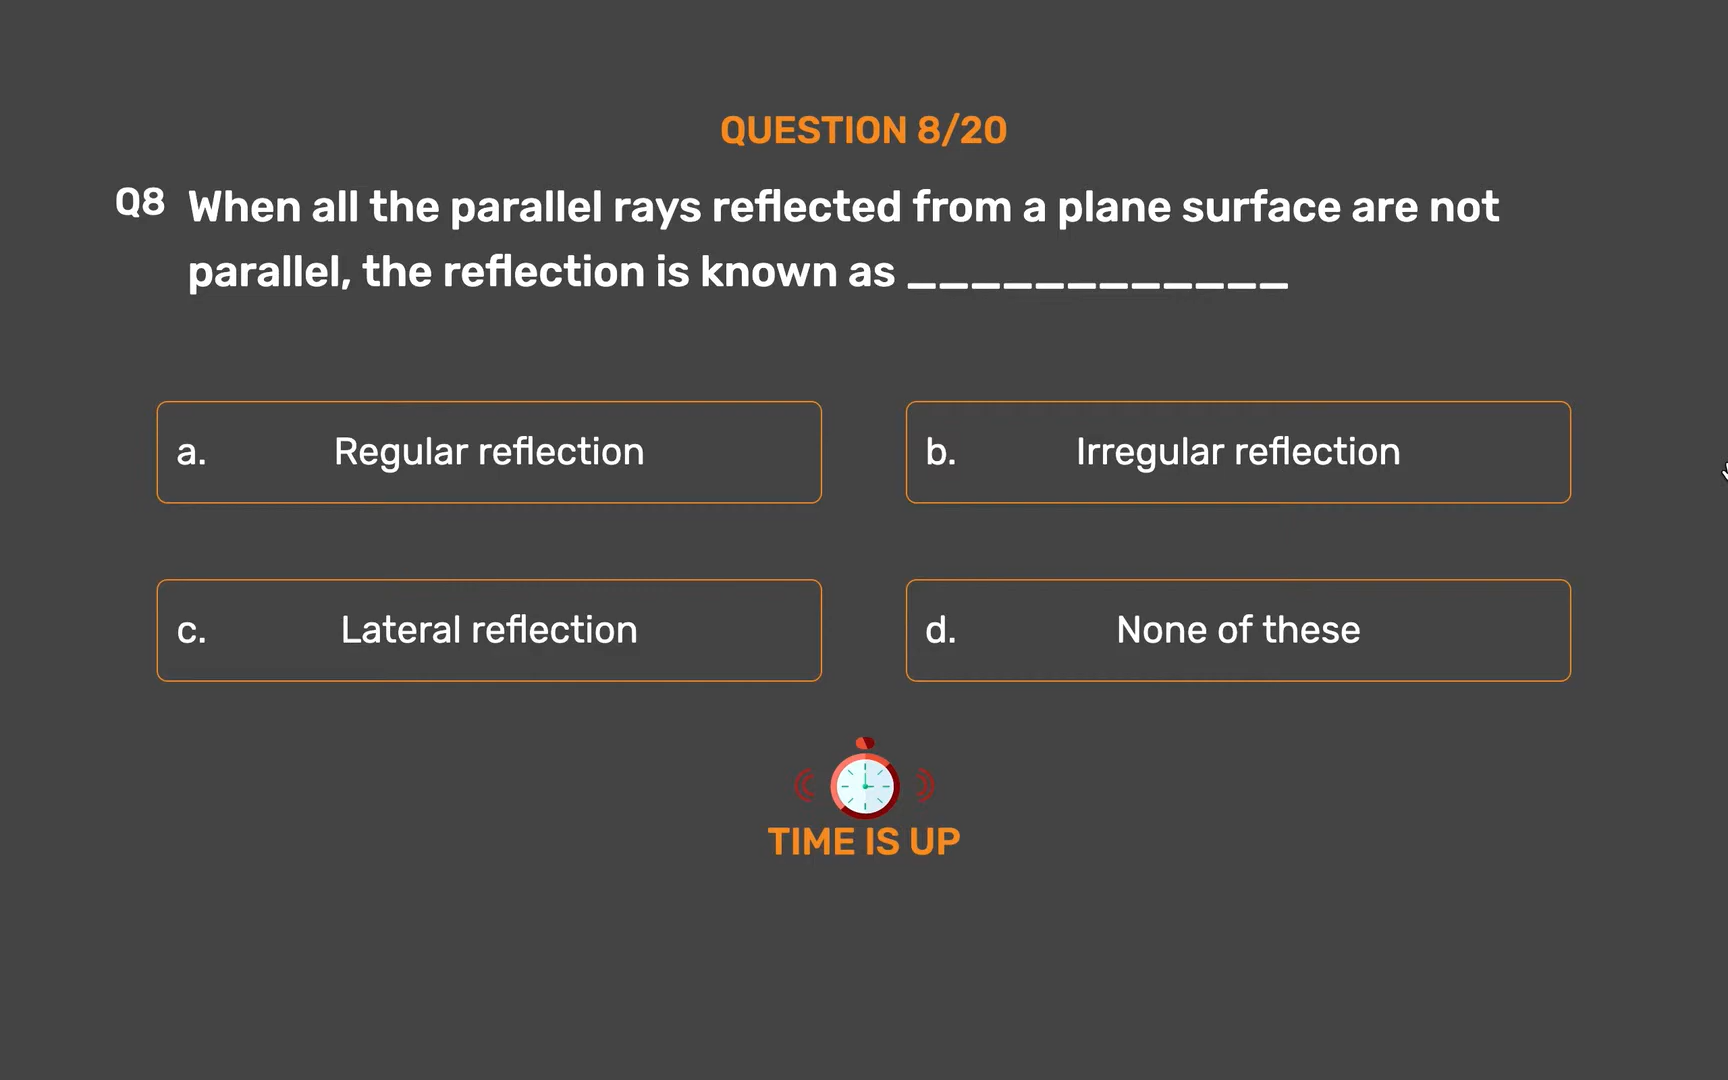 QUESTION 8/20
Q8 When all the parallel rays reflected from a plane surface are not
parallel, the reflection is known as ____________
a. Regular reflection
b. Irregular reflection
c. Lateral reflection
d. None of these
TIME IS UP